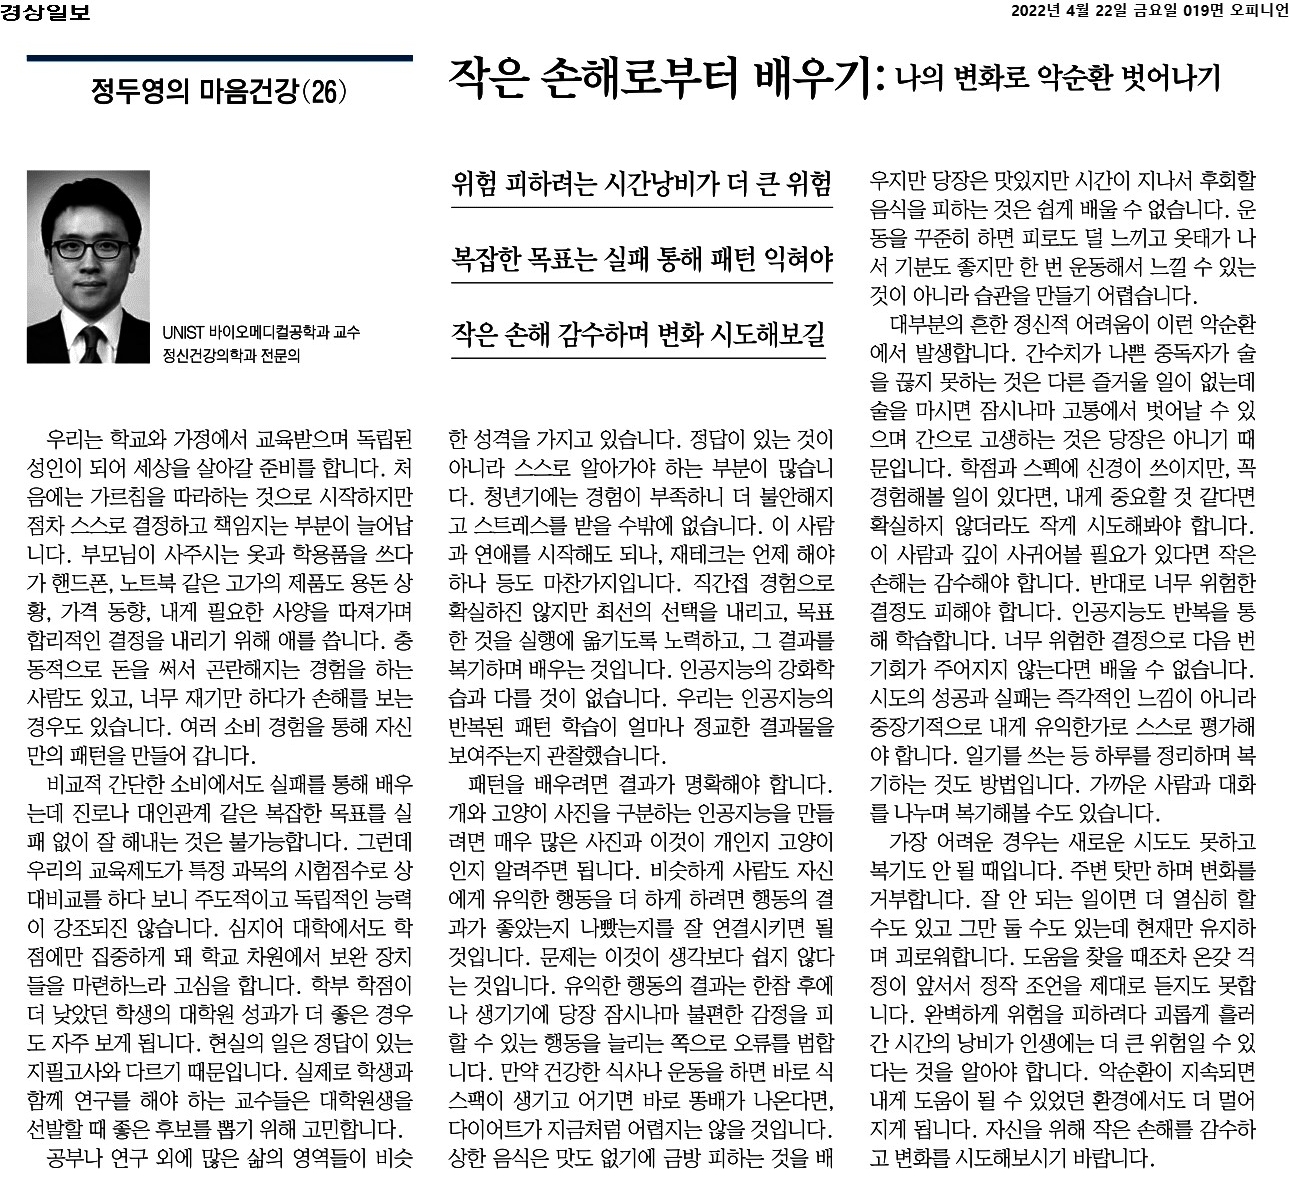 경상일보
2022년 4월 22일 금요일 019면 오피니언
정두영의 마음건강(26)
작은 손해로부터 배우기: 나의 변화로 악순환 벗어나기
UNIST 바이오메디컬공학과 교수
정신건강의학과 전문의
위험 피하려는 시간낭비가 더 큰 위험
복잡한 목표는 실패 통해 패턴 익혀야
작은 손해 감수하며 변화 시도해보길
우리는 학교와 가정에서 교육받으며 독립된
성인이 되어 세상을 살아갈 준비를 합니다. 처
음에는 가르침을 따라하는 것으로 시작하지만
점차 스스로 결정하고 책임지는 부분이 늘어납
니다. 부모님이 사주시는 옷과 학용품을 쓰다
가 핸드폰, 노트북 같은 고가의 제품도 용돈 상
황, 가격 동향, 내게 필요한 사양을 따져가며
합리적인 결정을 내리기 위해 애를 씁니다. 충
동적으로 돈을 써서 곤란해지는 경험을 하는
사람도 있고, 너무 재기만 하다가 손해를 보는
경우도 있습니다. 여러 소비 경험을 통해 자신
만의 패턴을 만들어 갑니다.
비교적 간단한 소비에서도 실패를 통해 배우
는데 진로나 대인관계 같은 복잡한 목표를 실
패 없이 잘 해내는 것은 불가능합니다. 그런데
우리의 교육제도가 특정 과목의 시험점수로 상
대비교를 하다 보니 주도적이고 독립적인 능력
이 강조되진 않습니다. 심지어 대학에서도 학
점에만 집중하게 돼 학교 차원에서 보완 장치
들을 마련하느라 고심을 합니다. 학부 학점이
더 낮았던 학생의 대학원 성과가 더 좋은 경우
도 자주 보게 됩니다. 현실의 일은 정답이 있는
지필고사와 다르기 때문입니다. 실제로 학생과
함께 연구를 해야 하는 교수들은 대학원생을
선발할 때 좋은 후보를 뽑기 위해 고민합니다.
공부나 연구 외에 많은 삶의 영역들이 비슷
한 성격을 가지고 있습니다. 정답이 있는 것이
아니라 스스로 알아가야 하는 부분이 많습니
다. 청년기에는 경험이 부족하니 더 불안해지
고 스트레스를 받을 수밖에 없습니다. 이 사람
과 연애를 시작해도 되나, 재테크는 언제 해야
하나 등도 마찬가지입니다. 직간접 경험으로
확실하진 않지만 최선의 선택을 내리고, 목표
한 것을 실행에 옮기도록 노력하고, 그 결과를
복기하며 배우는 것입니다. 인공지능의 강화학
습과 다를 것이 없습니다. 우리는 인공지능의
반복된 패턴 학습이 얼마나 정교한 결과물을
보여주는지 관찰했습니다.
패턴을 배우려면 결과가 명확해야 합니다.
개와 고양이 사진을 구분하는 인공지능을 만들
려면 매우 많은 사진과 이것이 개인지 고양이
인지 알려주면 됩니다. 비슷하게 사람도 자신
에게 유익한 행동을 더 하게 하려면 행동의 결
과가 좋았는지 나빴는지를 잘 연결시키면 될
것입니다. 문제는 이것이 생각보다 쉽지 않다
는 것입니다. 유익한 행동의 결과는 한참 후에
나 생기기에 당장 잠시나마 불편한 감정을 피
할 수 있는 행동을 늘리는 쪽으로 오류를 범합
니다. 만약 건강한 식사나 운동을 하면 바로 식
스팩이 생기고 어기면 바로 똥배가 나온다면,
다이어트가 지금처럼 어렵지는 않을 것입니다.
상한 음식은 맛도 없기에 금방 피하는 것을 배
우지만 당장은 맛있지만 시간이 지나서 후회할
음식을 피하는 것은 쉽게 배울 수 없습니다. 운
동을 꾸준히 하면 피로도 덜 느끼고 옷태가 나
서 기분도 좋지만 한 번 운동해서 느낄 수 있는
것이 아니라 습관을 만들기 어렵습니다.
대부분의 흔한 정신적 어려움이 이런 악순환
에서 발생합니다. 간수치가 나쁜 중독자가 술
을 끊지 못하는 것은 다른 즐거울 일이 없는데
술을 마시면 잠시나마 고통에서 벗어날 수 있
으며 간으로 고생하는 것은 당장은 아니기 때
문입니다. 학점과 스펙에 신경이 쓰이지만, 꼭
경험해볼 일이 있다면, 내게 중요할 것 같다면
확실하지 않더라도 작게 시도해봐야 합니다.
이 사람과 깊이 사귀어볼 필요가 있다면 작은
손해는 감수해야 합니다. 반대로 너무 위험한
결정도 피해야 합니다. 인공지능도 반복을 통
해 학습합니다. 너무 위험한 결정으로 다음 번
기회가 주어지지 않는다면 배울 수 없습니다.
시도의 성공과 실패는 즉각적인 느낌이 아니라
중장기적으로 내게 유익한가로 스스로 평가해
야 합니다. 일기를 쓰는 등 하루를 정리하며 복
기하는 것도 방법입니다. 가까운 사람과 대화
를 나누며 복기해볼 수도 있습니다.
가장 어려운 경우는 새로운 시도도 못하고
복기도 안 될 때입니다. 주변 탓만 하며 변화를
거부합니다. 잘 안 되는 일이면 더 열심히 할
수도 있고 그만 둘 수도 있는데 현재만 유지하
며 괴로워합니다. 도움을 찾을 때조차 온갖 걱
정이 앞서서 정작 조언을 제대로 듣지도 못합
니다. 완벽하게 위험을 피하려다 괴롭게 흘러
간 시간의 낭비가 인생에는 더 큰 위험일 수 있
다는 것을 알아야 합니다. 악순환이 지속되면
내게 도움이 될 수 있었던 환경에서도 더 멀어
지게 됩니다. 자신을 위해 작은 손해를 감수하
고 변화를 시도해보시기 바랍니다.